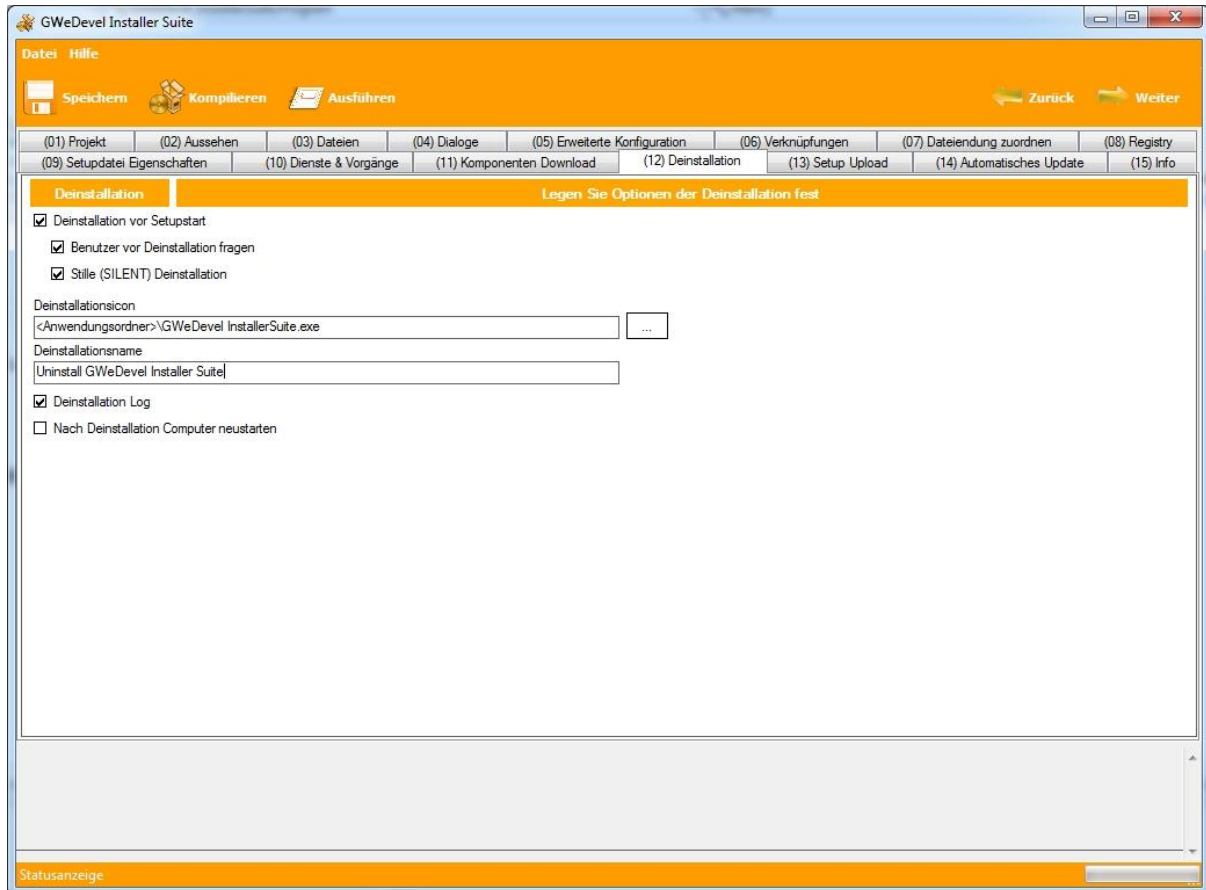 GWeDevel Installer Suite
Datei Hilfe
Speichern Kompilieren Ausführen Zurück Weiter
(01) Projekt (02) Aussehen (03) Dateien (04) Dialoge (05) Erweiterte Konfiguration (06) Verknüpfungen (07) Dateiendung zuordnen (08) Registry
(09) Setupdatei Eigenschaften (10) Dienste & Vorgänge (11) Komponenten Download (12) Deinstallation (13) Setup Upload (14) Automatisches Update (15) Info
Deinstallation Legen Sie Optionen der Deinstallation fest
Deinstallation vor Setupstart
Benutzer vor Deinstallation fragen
Stille (SILENT) Deinstallation
Deinstallationsicon
<Anwendungsordner>\GWeDevel InstallerSuite.exe ...
Deinstallationsname
Uninstall GWeDevel Installer Suite
Deinstallation Log
Nach Deinstallation Computer neustarten
Statusanzeige